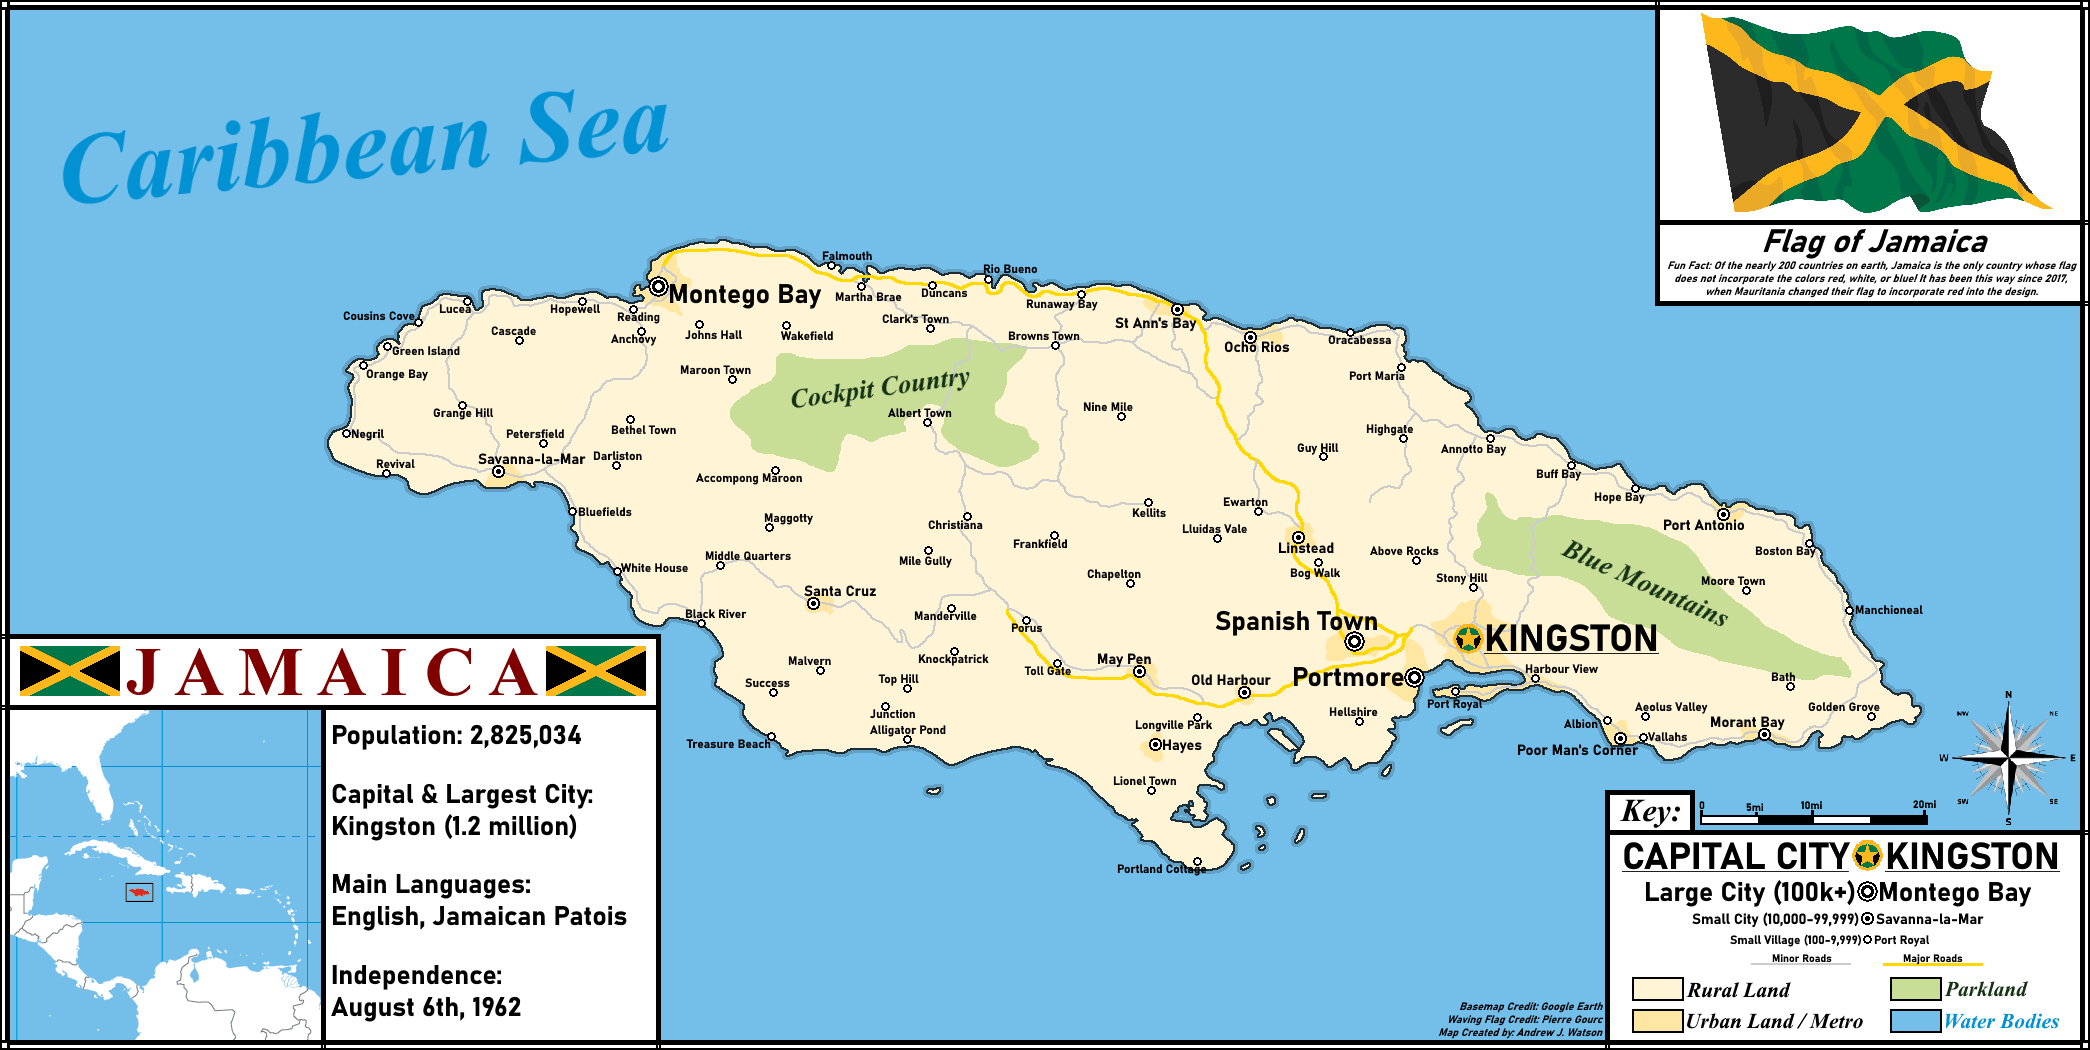 Caribbean Sea
Flag of Jamaica
Fun Fact: Of the nearly 200 countries on earth, Jamaica is the only country whose flag
does not incorporate the colors red, white, or blue! It has been this way since 2017,
when Mauritania changed their flag to incorporate red into the design.
Falmouth
Rio Bueno
Montego Bay
Martha Brae
Duncans
Runaway Bay
Cousins Cove
Lucea
Hopewell
Reading
St Ann's Bay
Clark's Town
Cascade
Anchovy
Johns Hall
Wakefield
Browns Town
Ocho Rios
Oracabessa
Green Island
Orange Bay
Maroon Town
Cockpit Country
Port Maria
Grange Hill
Albert Town
Nine Mile
Negril
Petersfield
Bethel Town
Highgate
Savanna-la-Mar
Darliston
Guy Hill
Annotto Bay
Revival
Accompong Maroon
Buff Bay
Hope Bay
Bluefields
Maggotty
Christiana
Kellits
Ewarton
Lluidas Vale
Port Antonio
Middle Quarters
Mile Gully
Frankfield
Linstead
Above Rocks
Blue Mountains
Boston Bay
White House
Chapelton
Bog Walk
Stony Hill
Moore Town
Santa Cruz
Black River
Manderville
Porus
Spanish Town
KINGSTON
Manchioneal
Malvern
Knockpatrick
Toll Gate
May Pen
Old Harbour
Portmore
Harbour View
Bath
Success
Top Hill
Junction
Alligator Pond
Longville Park
Hellshire
Port Royal
Aeolus Valley
Golden Grove
Albion
Morant Bay
Treasure Beach
Hayes
Poor Man's Corner
Vallahs
Lionel Town
Portland Cottage
JAMAICA
Population: 2,825,034
Capital & Largest City:
Kingston (1.2 million)
Main Languages:
English, Jamaican Patois
Independence:
August 6th, 1962
N
NW
NE
W
E
SW
SE
S
Key:
0 5mi 10mi 20mi
CAPITAL CITY KINGSTON
Large City (100k+) Montego Bay
Small City (10,000-99,999) Savanna-la-Mar
Small Village (100-9,999) Port Royal
Minor Roads Major Roads
Rural Land Parkland
Urban Land / Metro Water Bodies
Basemap Credit: Google Earth
Waving Flag Credit: Pierre Gourc
Map Created by: Andrew J. Watson